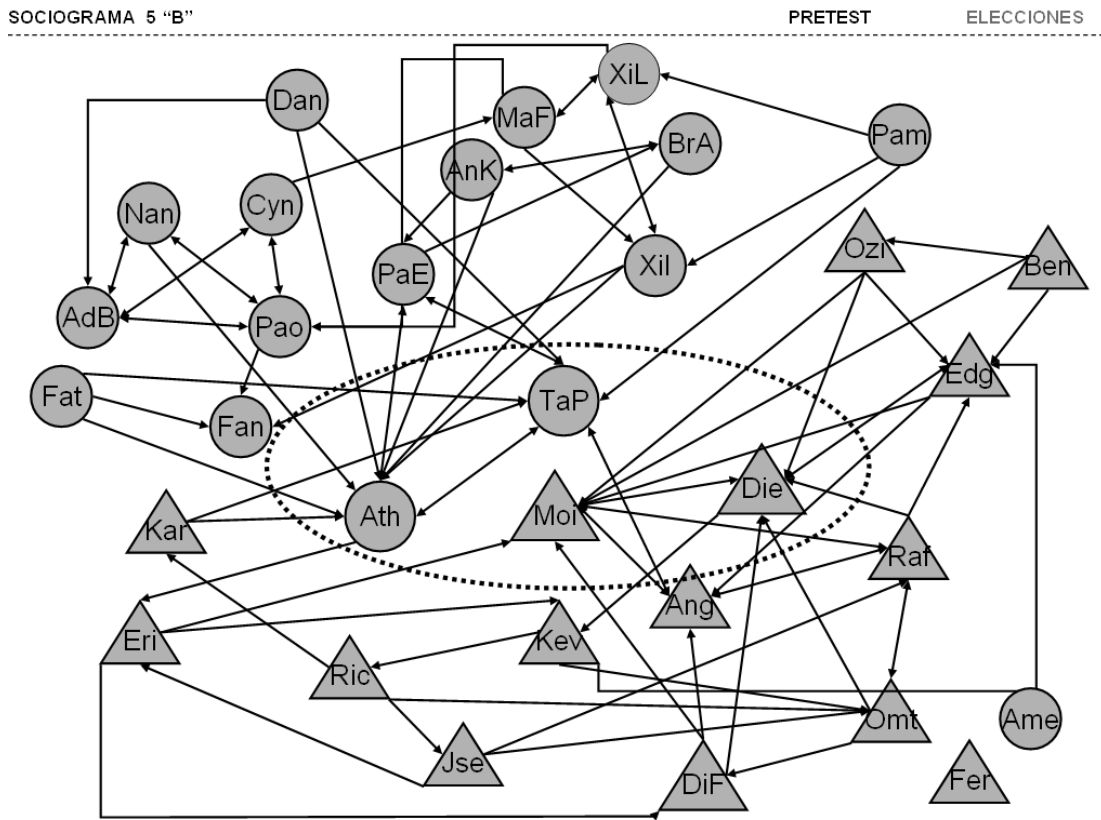 SOCIOGRAMA 5 “B” PRETEST ELECCIONES
XiL
Dan
MaF
BrA
Pam
AnK
Nan
Cyn
Ozi
Ben
PaE
XiI
AdB
Pao
Edg
Fat
TaP
Fan
Die
Ath
Moi
Kar
Raf
Ang
Eri
Kev
Ric
Omt
Ame
Jse
DiF
Fer